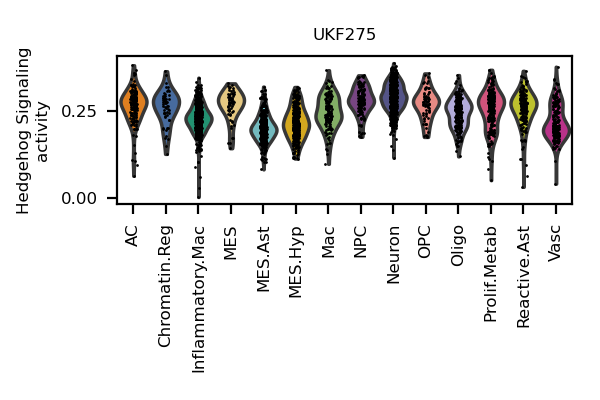 UKF275
Hedgehog Signaling
activity
0.25
0.00
AC
Chromatin.Reg
Inflammatory.Mac
MES
MES.Ast
MES.Hyp
Mac
NPC
Neuron
OPC
Oligo
Prolif.Metab
Reactive.Ast
Vasc